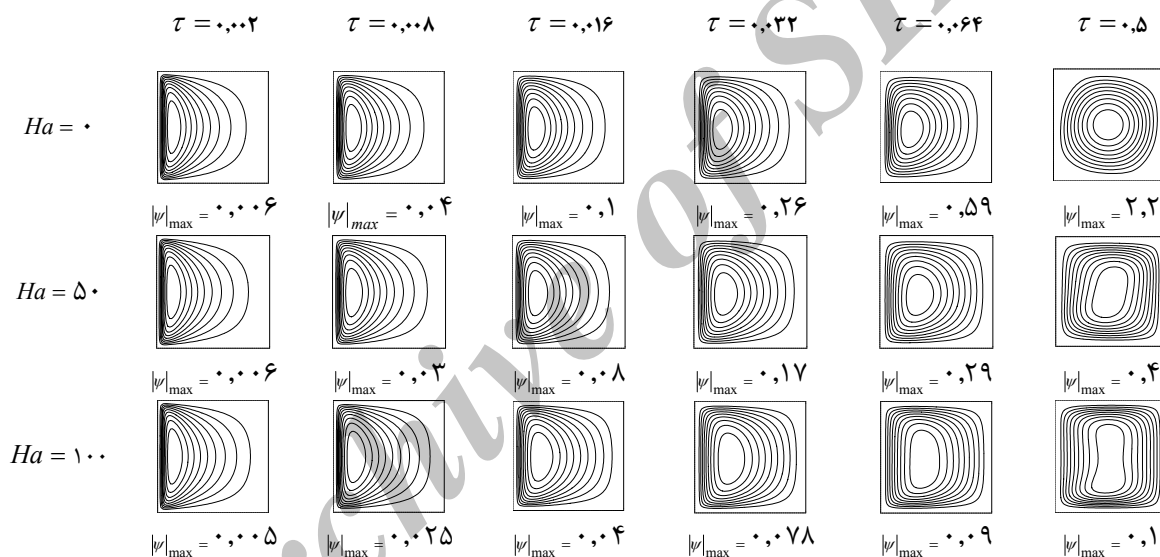 τ = ۰,۰۰۲ τ = ۰,۰۰۸ τ = ۰,۰۱۶ τ = ۰,۰۳۲ τ = ۰,۰۶۴ τ = ۰,۵
Ha = ۰
|ψ|max = ۰,۰۰۶ |ψ|max = ۰,۰۴ |ψ|max = ۰,۱ |ψ|max = ۰,۲۶ |ψ|max = ۰,۵۹ |ψ|max = ۲,۲
Ha = ۵۰
|ψ|max = ۰,۰۰۶ |ψ|max = ۰,۰۳ |ψ|max = ۰,۰۸ |ψ|max = ۰,۱۷ |ψ|max = ۰,۲۹ |ψ|max = ۰,۴
Ha = ۱۰۰
|ψ|max = ۰,۰۰۵ |ψ|max = ۰,۰۲۵ |ψ|max = ۰,۰۴ |ψ|max = ۰,۰۷۸ |ψ|max = ۰,۰۹ |ψ|max = ۰,۱
chive of SI